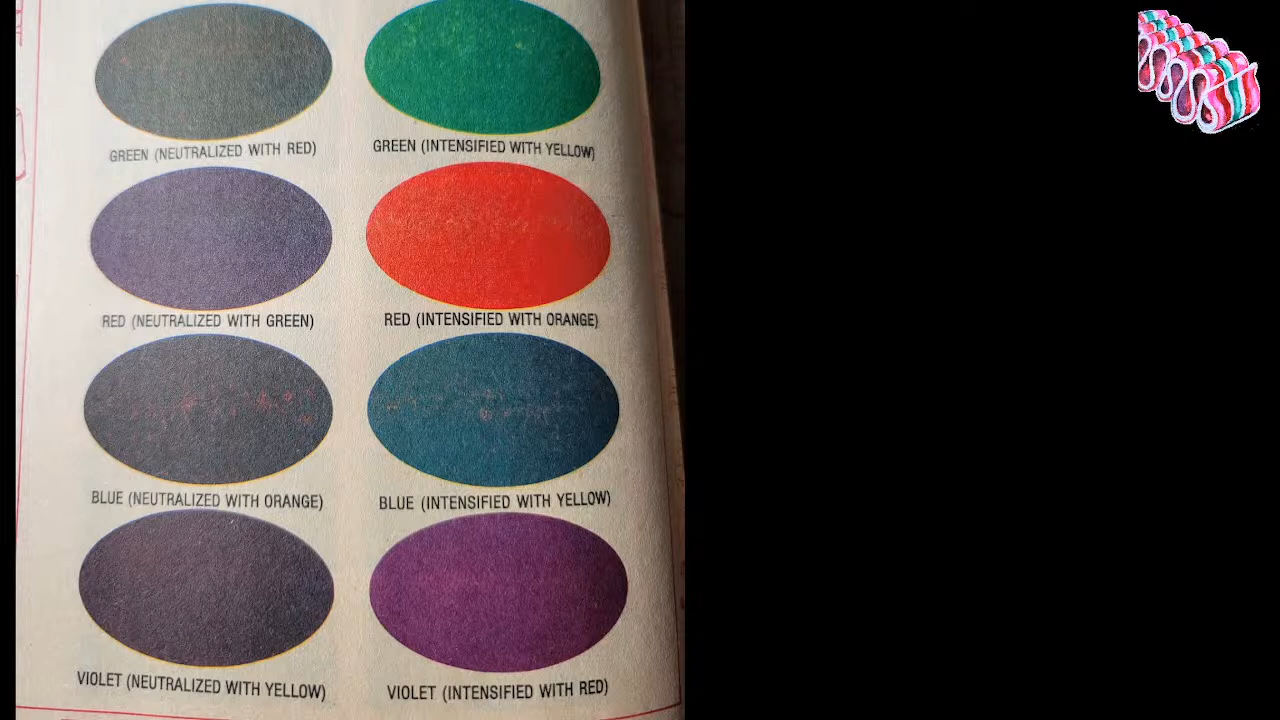 GREEN (NEUTRALIZED WITH RED)
GREEN (INTENSIFIED WITH YELLOW)
RED (NEUTRALIZED WITH GREEN)
RED (INTENSIFIED WITH ORANGE)
BLUE (NEUTRALIZED WITH ORANGE)
BLUE (INTENSIFIED WITH YELLOW)
VIOLET (NEUTRALIZED WITH YELLOW)
VIOLET (INTENSIFIED WITH RED)